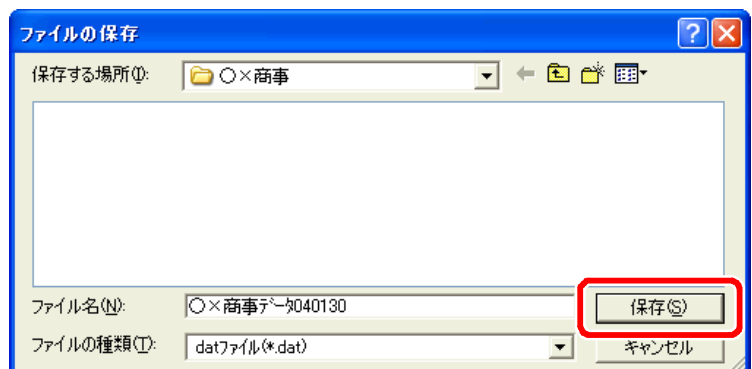 ファイルの保存
保存する場所(I):
○×商事
ファイル名(N):
○×商事ﾃﾞｰﾀ040130
保存(S)
ファイルの種類(T):
datﾌｧｲﾙ(*.dat)
キャンセル